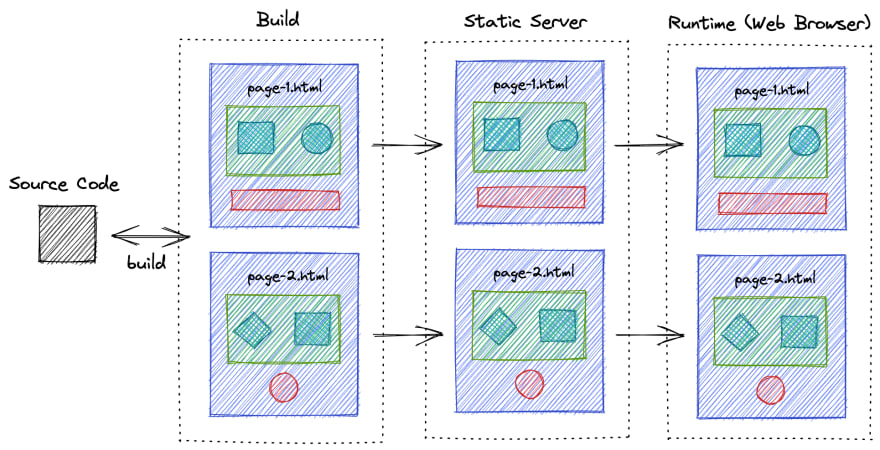 Build
Static Server
Runtime (Web Browser)
page-1.html
page-1.html
page-1.html
Source Code
build
page-2.html
page-2.html
page-2.html